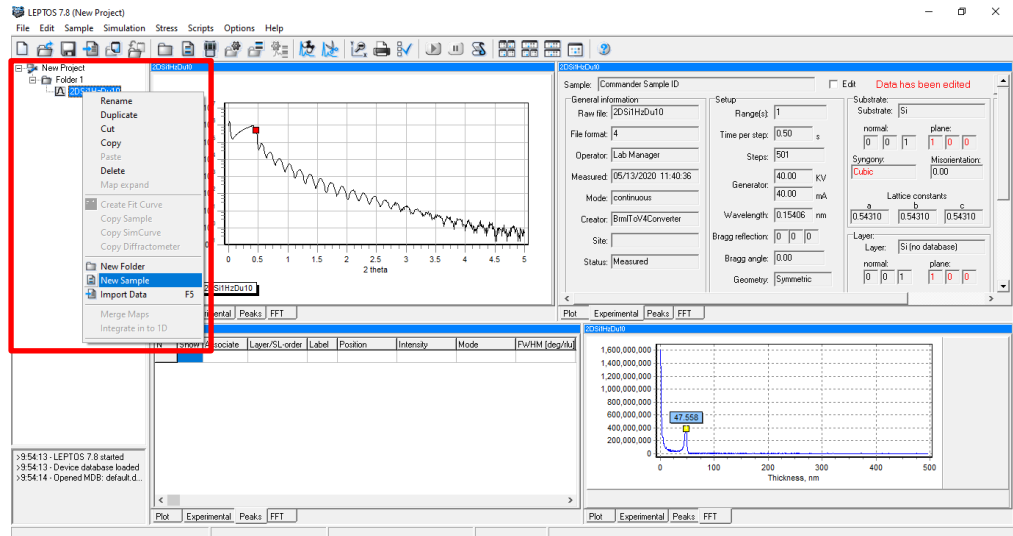 LEPTOS 7.8 (New Project)
File Edit Sample Simulation Stress Scripts Options Help
New Project
Folder 1
2DSi1HzDu10
Rename
Duplicate
Cut
Copy
Paste
Delete
Map expand
Create Fit Curve
Copy Sample
Copy SimCurve
Copy Diffractometer
New Folder
New Sample
Import Data F5
Merge Maps
Integrate in to 1D
2DSi1HzDu10
0 0.5 1 1.5 2 2.5 3 3.5 4 4.5 5
2 theta
Peaks FFT
2DSi1HzDu10
Sample: Commander Sample ID Edit Data has been edited
General information
Raw file: 2DSi1HzDu10
File format: 4
Operator: Lab Manager
Measured: 05/13/2020 11:40:36
Mode: continuous
Creator: BrmlToV4Converter
Site:
Status: Measured
Setup
Range(s): 1
Time per step: 0.50 s
Steps: 501
Generator: 40.00 KV
40.00 mA
Wavelength: 0.15406 nm
Bragg reflection: 0 0 0
Bragg angle: 0.00
Geometry: Symmetric
Substrate:
Substrate: Si
normal: plane:
0 0 1 1 0 0
Syngony: Misorientation:
Cubic 0.00
Lattice constants
a b c
0.54310 0.54310 0.54310
Layer:
Layer: Si (no database)
normal: plane:
0 0 1 1 0 0
Plot Experimental Peaks FFT
N Show Associate Layer/SL-order Label Position Intensity Mode FWHM [deg/rlu]
Plot Experimental Peaks FFT
2DSi1HzDu10
1,600,000,000
1,400,000,000
1,200,000,000
1,000,000,000
800,000,000
600,000,000
400,000,000
200,000,000
0
47.558
0 100 200 300 400 500
Thickness, nm
Plot Experimental Peaks FFT
>9:54:13 - LEPTOS 7.8 started
>9:54:13 - Device database loaded
>9:54:14 - Opened MDB: default.d...